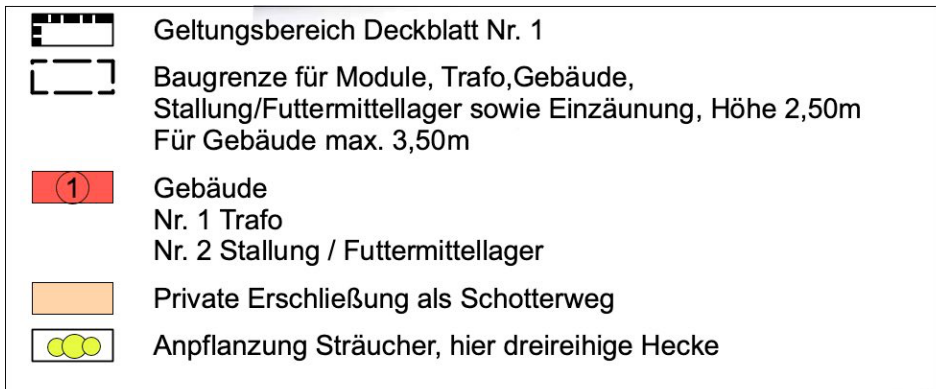 Geltungsbereich Deckblatt Nr. 1
Baugrenze für Module, Trafo,Gebäude,
Stallung/Futtermittellager sowie Einzäunung, Höhe 2,50m
Für Gebäude max. 3,50m
1 Gebäude
Nr. 1 Trafo
Nr. 2 Stallung / Futtermittellager
Private Erschließung als Schotterweg
Anpflanzung Sträucher, hier dreireihige Hecke